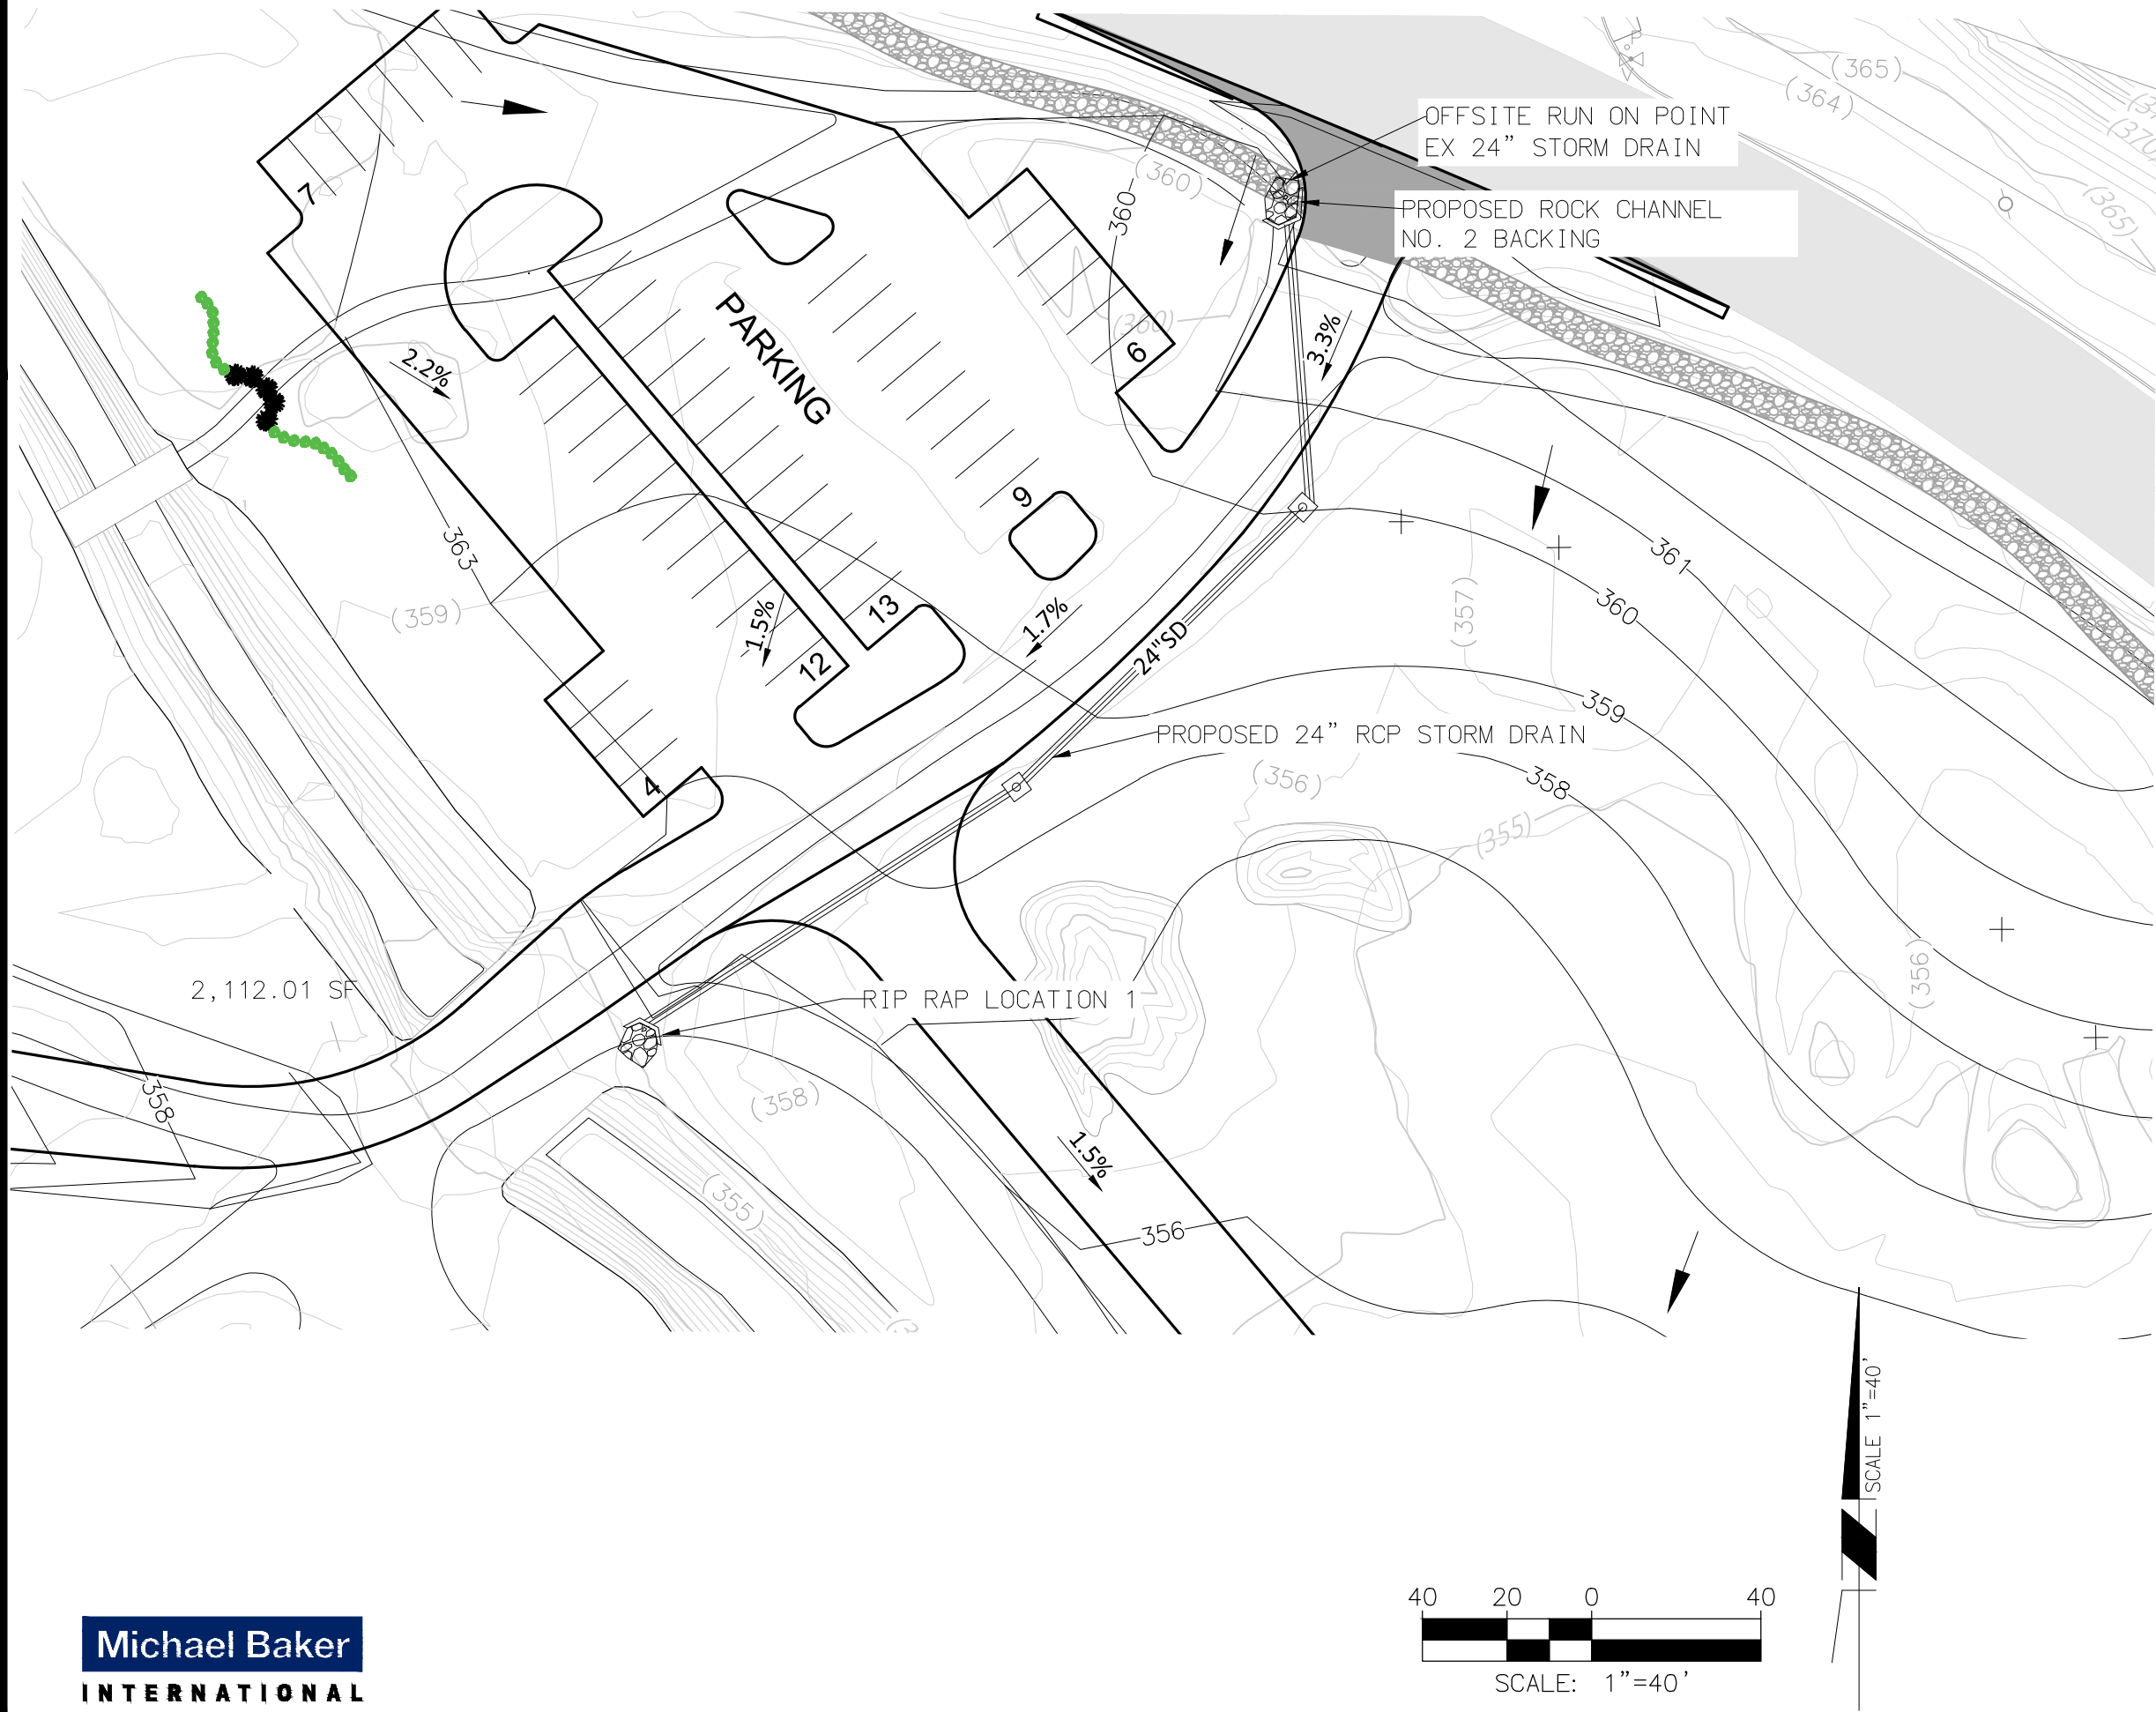 (365)
(364)
(370
(365)
OFFSITE RUN ON POINT
EX 24" STORM DRAIN
PROPOSED ROCK CHANNEL
NO. 2 BACKING
(360)
360
(360)
7
6
3.3%
2.2%
PARKING
9
363
(359)
1.5%
13
12
1.7%
24"SD
361
360
(357)
359
PROPOSED 24" RCP STORM DRAIN
(356)
358
(355)
4
(356)
2,112.01 SF
RIP RAP LOCATION 1
358
(358)
(355)
1.5%
356
SCALE 1"=40'
40 20 0 40
SCALE: 1"=40'
Michael Baker
INTERNATIONAL